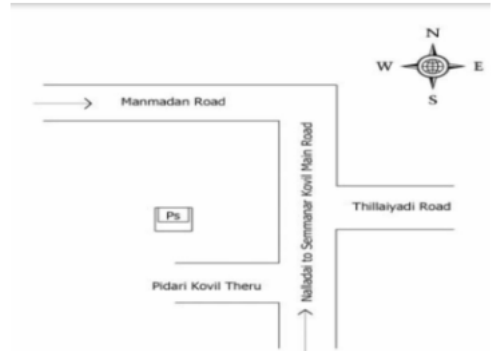 N
W E
S
Manmadan Road
Nalladai to Semmanar Kovil Main Road
Thillaiyadi Road
Ps
Pidari Kovil Theru